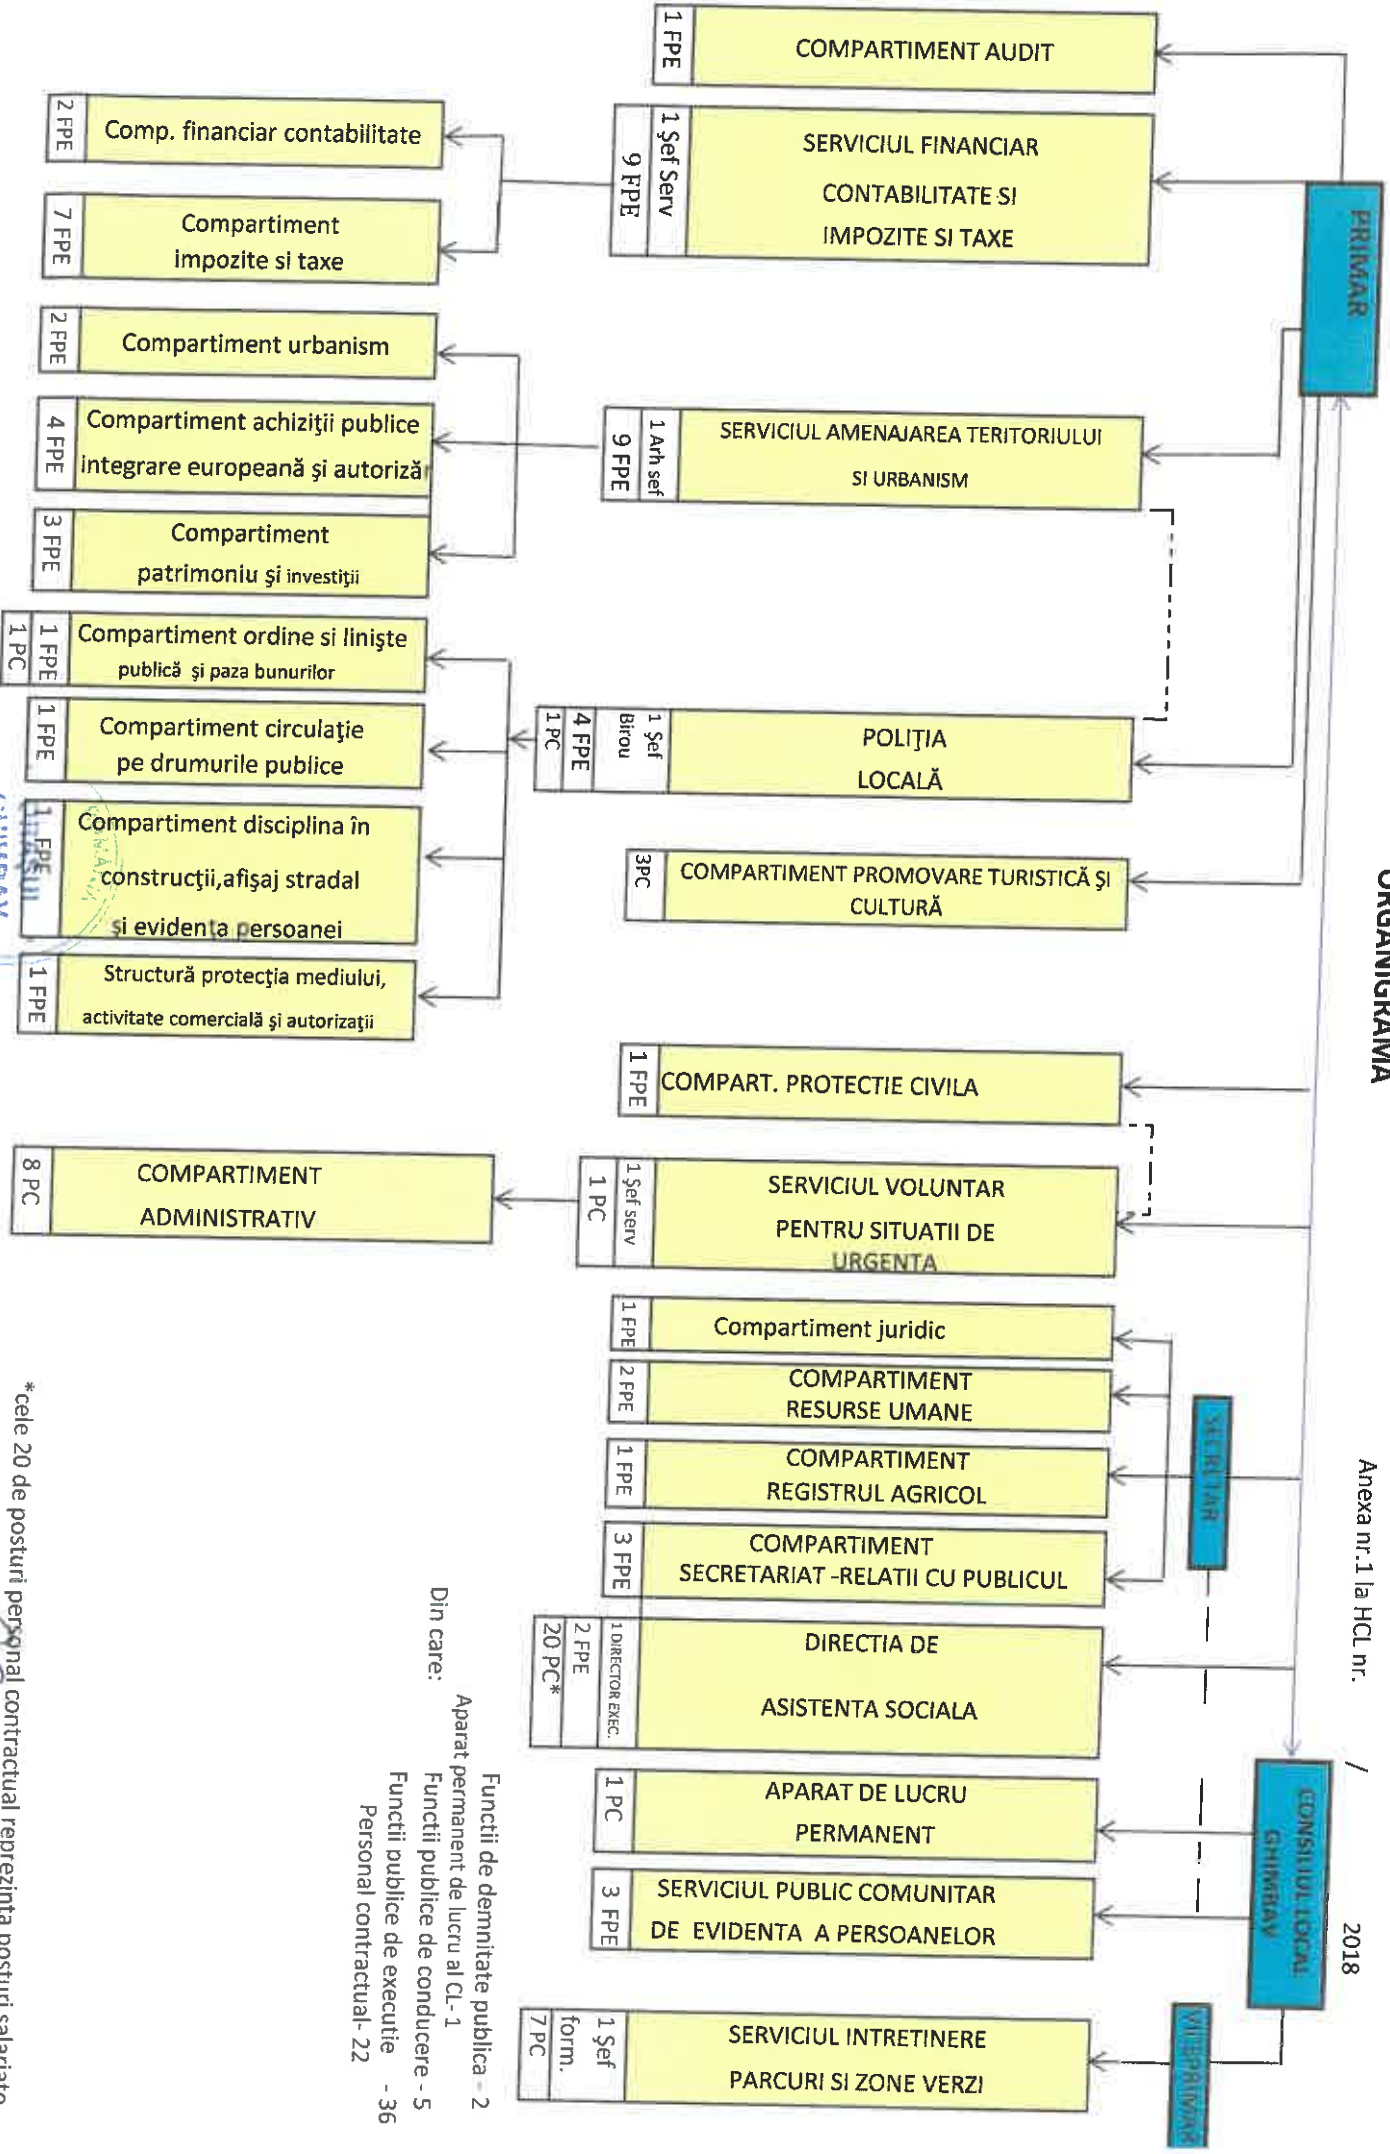 Anexa nr.1 la HCL nr. / 2018
ORGANIGRAMA
PRIMAR
CONSILIUL LOCAL
GHIMBAV
SECRETAR
VICEPRIMAR
COMPARTIMENT AUDIT
1 FPE
SERVICIUL FINANCIAR
CONTABILITATE SI
IMPOZITE SI TAXE
1 Şef Serv
9 FPE
SERVICIUL AMENAJAREA TERITORIULUI
SI URBANISM
1 Arh sef
9 FPE
POLIŢIA
LOCALĂ
1 Şef
Birou
4 FPE
1 PC
COMPARTIMENT PROMOVARE TURISTICĂ ŞI
CULTURĂ
3PC
COMPART. PROTECTIE CIVILA
1 FPE
SERVICIUL VOLUNTAR
PENTRU SITUATII DE
URGENTA
1 Şef serv
1 PC
Compartiment juridic
1 FPE
COMPARTIMENT
RESURSE UMANE
2 FPE
COMPARTIMENT
REGISTRUL AGRICOL
1 FPE
COMPARTIMENT
SECRETARIAT -RELATII CU PUBLICUL
3 FPE
DIRECTIA DE
ASISTENTA SOCIALA
1 DIRECTOR EXEC.
2 FPE
20 PC*
APARAT DE LUCRU
PERMANENT
1 PC
SERVICIUL PUBLIC COMUNITAR
DE EVIDENTA A PERSOANELOR
3 FPE
SERVICIUL INTRETINERE
PARCURI SI ZONE VERZI
1 Şef
form.
7 PC
Comp. financiar contabilitate
2 FPE
Compartiment
impozite si taxe
7 FPE
Compartiment urbanism
2 FPE
Compartiment achiziţii publice
integrare europeană şi autorizăr
4 FPE
Compartiment
patrimoniu şi investiţii
3 FPE
Compartiment ordine si linişte
publică şi paza bunurilor
1 FPE
1 PC
Compartiment circulaţie
pe drumurile publice
1 FPE
Compartiment disciplina în
construcţii,afişaj stradal
şi evidenţa persoanei
1 FPE
Structură protecţia mediului,
activitate comercială şi autorizaţii
1 FPE
COMPARTIMENT
ADMINISTRATIV
8 PC
Functii de demnitate publica - 2
Aparat permanent de lucru al CL- 1
Din care: Functii publice de conducere - 5
Functii publice de executie - 36
Personal contractual- 22
*cele 20 de posturi personal contractual reprezinta posturi salariate